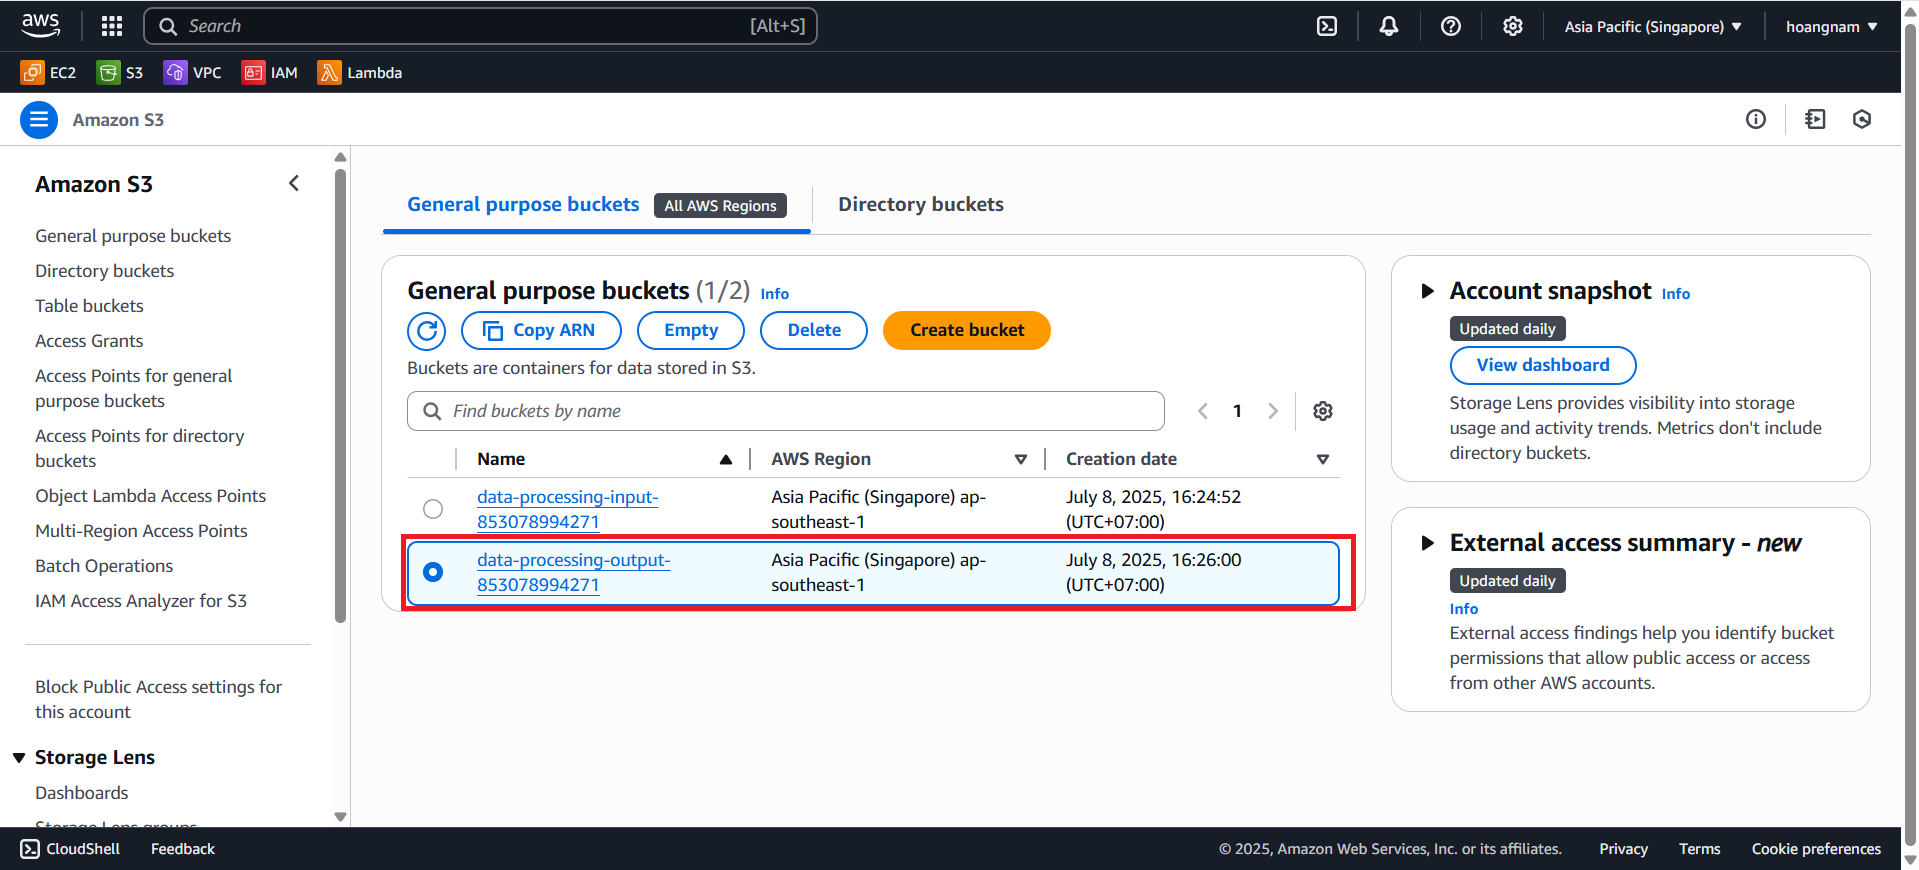 aws
Search
[Alt+S]
Asia Pacific (Singapore)
hoangnam
EC2
S3
VPC
IAM
Lambda
Amazon S3
Amazon S3
General purpose buckets
Directory buckets
Table buckets
Access Grants
Access Points for general
purpose buckets
Access Points for directory
buckets
Object Lambda Access Points
Multi-Region Access Points
Batch Operations
IAM Access Analyzer for S3
Block Public Access settings for
this account
Storage Lens
Dashboards
Storage Lens groups
General purpose buckets
All AWS Regions
Directory buckets
General purpose buckets (1/2) Info
Copy ARN
Empty
Delete
Create bucket
Buckets are containers for data stored in S3.
Find buckets by name
1
Name
AWS Region
Creation date
data-processing-input-
853078994271
Asia Pacific (Singapore) ap-
southeast-1
July 8, 2025, 16:24:52
(UTC+07:00)
data-processing-output-
853078994271
Asia Pacific (Singapore) ap-
southeast-1
July 8, 2025, 16:26:00
(UTC+07:00)
Account snapshot Info
Updated daily
View dashboard
Storage Lens provides visibility into storage
usage and activity trends. Metrics don't include
directory buckets.
External access summary - new
Updated daily
Info
External access findings help you identify bucket
permissions that allow public access or access
from other AWS accounts.
CloudShell
Feedback
© 2025, Amazon Web Services, Inc. or its affiliates.
Privacy
Terms
Cookie preferences